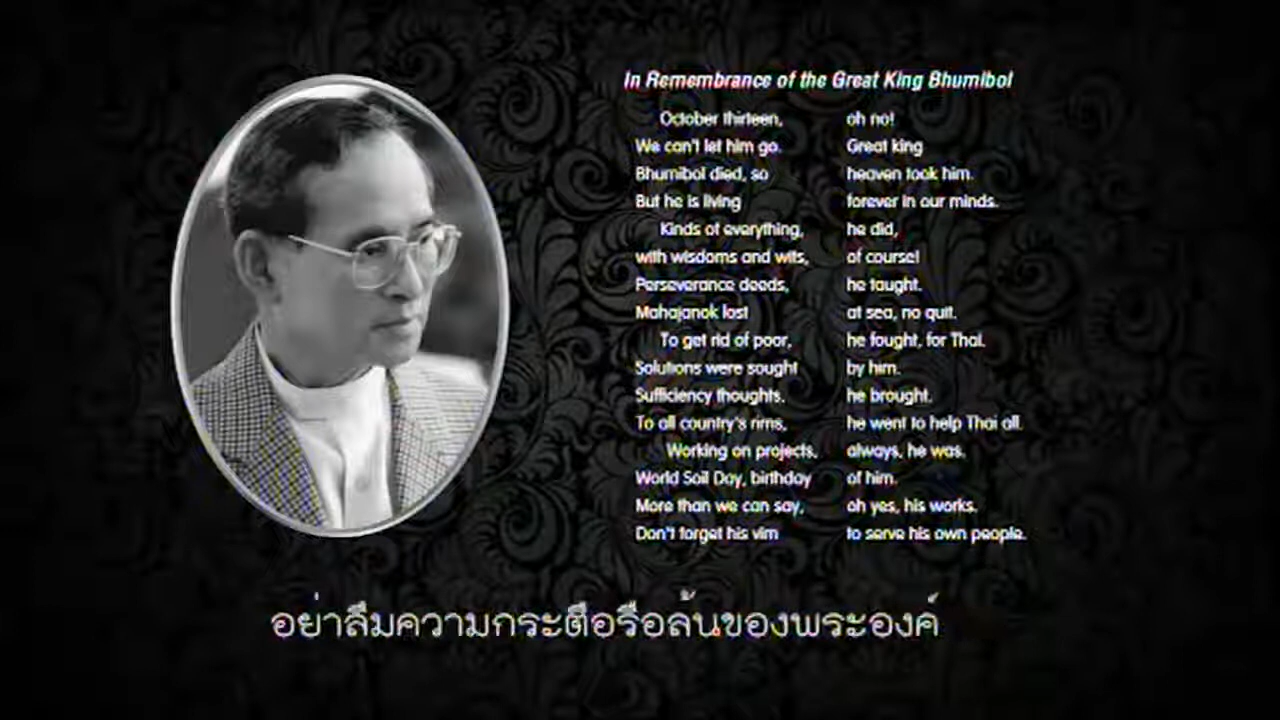 In Remembrance of the Great King Bhumibol
October thirteen, oh no!
We can't let him go. Great king
Bhumibol died, so heaven took him.
But he is living forever in our minds.
Kinds of everything, he did,
with wisdoms and wits, of course!
Perseverance deeds, he taught.
Mahajanok lost at sea, no quit.
To get rid of poor, he fought, for Thai.
Solutions were sought by him.
Sufficiency thoughts. he brought.
To all country's rims, he went to help Thai all.
Working on projects, always, he was.
World Soil Day, birthday of him.
More than we can say, oh yes, his works.
Don't forget his vim to serve his own people.
อย่าลืมความกระตือรือล้นของพระองค์